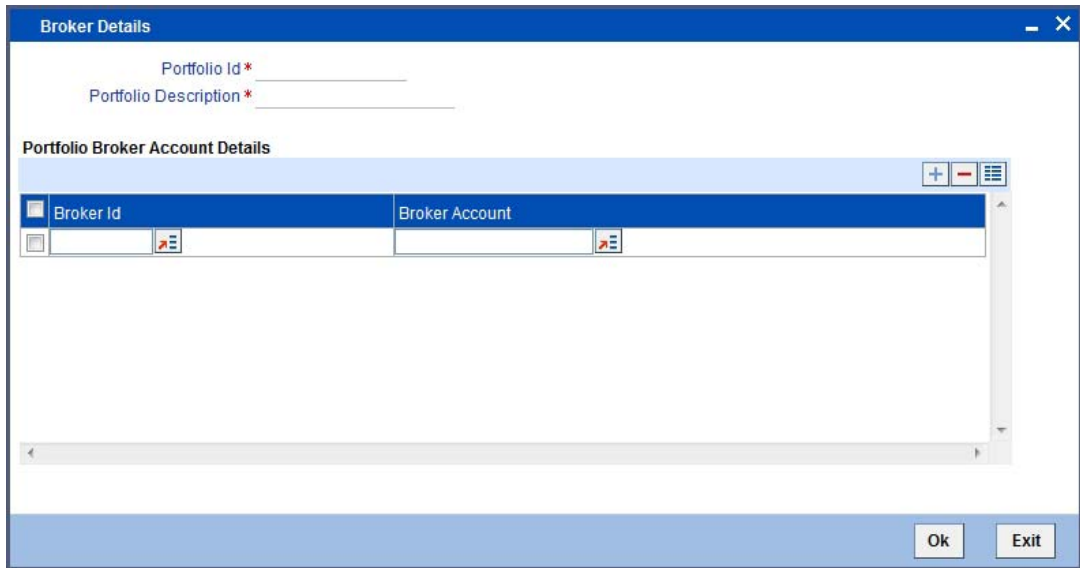 Broker Details
Portfolio Id *
Portfolio Description *
Portfolio Broker Account Details
Broker Id Broker Account
Ok Exit